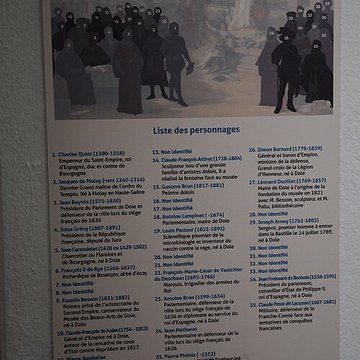 Liste des personnages
1. Charles Quint (1500-1558)
Empereur du Saint-Empire, roi
d'Espagne, duc et comte de
Bourgogne
2. Jacques de Molay (vers 1245-1314)
Dernier Grand maître de l'ordre du
Temple. Né à Molay en Haute-Saône
3. Jean Boyvin (1575-1650)
Président du Parlement de Dole et
défenseur de la ville lors du siège
français de 1636
4. Jules Grévy (1807-1891)
Président de la République
française, député du Jura
5. Jean Carondelet (1428 ou 1429-1502)
Chancelier de Flandres et
de Bourgogne, né à Dole
6. François II de Rye (1566-1637)
Archevêque de Besançon, abbé d'Acey
7. Non Identifié
8. Non Identifié
9. Faustin Besson (1821-1882)
Peintre prisé de l'aristocratie du
Second Empire, conservateur du
Musée des Beaux-Arts de Dole,
né à Dole
10. Claude-François de Malet (1754-1812)
Général d'Empire né à Dole,
auteur de la tentative de coup
d'État contre Napoléon en 1812
13. Non Identifié
14. Claude-François Attiret (1728-1804)
Sculpteur issu d'une grande
famille d'artistes dolois, il a
réalisé la fontaine face au musée
15. Gustave Brun (1817-1881)
Peintre dolois
16. Non Identifié
17. Non Identifié
18. Antoine Lampinet ( -1674)
Parlementaire, maire de Dole
19. Louis Pasteur (1822-1895)
Scientifique pionnier de la
microbiologie et inventeur du
vaccin contre la rage, né à Dole
20. Non Identifié
21. Non Identifié
22. François-Marie-César de Vaulchier
du Deschaux (1692-1760)
Marquis, brigadier des armées du
Roi
23. Antoine Brun (1599-1654)
Parlementaire, défenseur de la
ville lors du siège français de
1636 et diplomate au service du
roi d'Espagne, né à Dole
24. Jean Matherot
Parlementaire, défenseur de la
ville lors du siège français
de 1636
25. Pierre Phénix ( -1552)
26. Simon Bernard (1779-1839)
Général et baron d'Empire,
ministre de la défense,
Grand-croix de la Légion
d'Honneur, né à Dole
27. Léonard Dusillet (1769-1857)
Maire de Dole à l'origine de la
fondation du musée en 1821
avec M. Besson, sculpteur, et M.
Pallu, bibliothécaire
28. Non Identifié
29. Joseph Arney (1762-1802)
Sergent, premier homme à entrer
dans la Bastille le 14 juillet 1789,
né à Dole
30. Non Identifié
31. Non Identifié
32. Non Identifié
33. Non Identifié
34. Jean Froissard de Broissia (1536-1595)
Président du parlement,
conseiller d'État de Philippe II,
roi d'Espagne, né à Dole
35. Claude Prost dit Lacuzon (1607-1681)
Militaire, défenseur de la
Franche-Comté face aux
tentatives de conquêtes
françaises